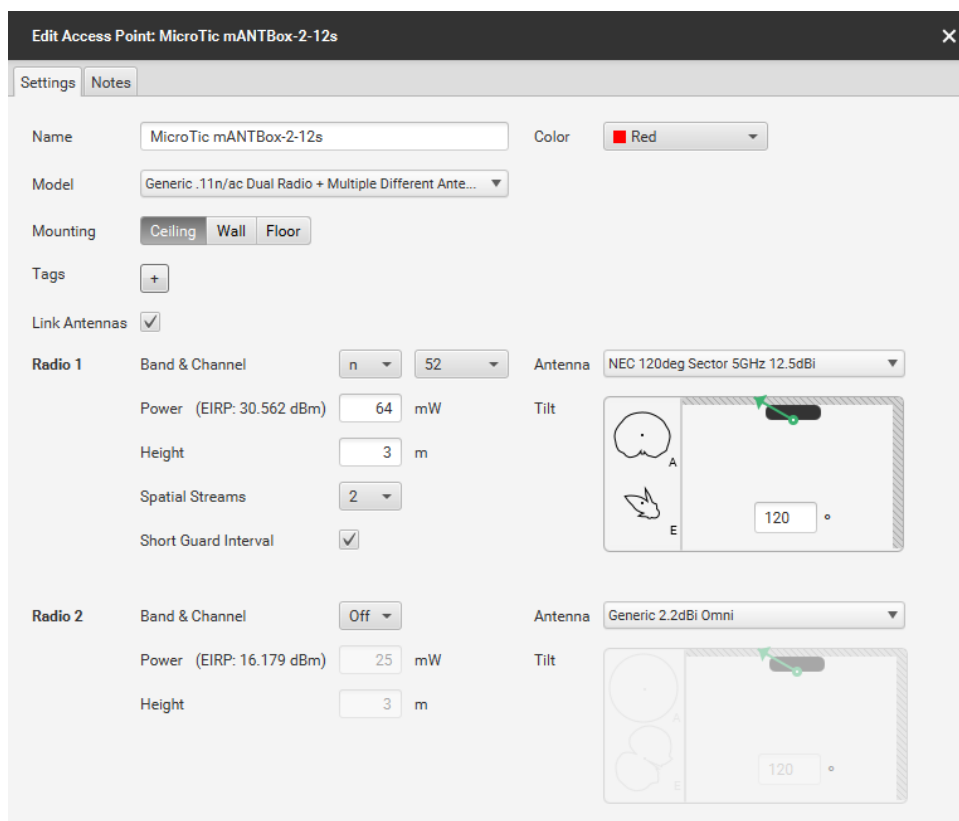 Edit Access Point: MicroTic mANTBox-2-12s
Settings Notes
Name MicroTic mANTBox-2-12s Color Red
Model Generic .11n/ac Dual Radio + Multiple Different Ante...
Mounting Ceiling Wall Floor
Tags +
Link Antennas
Radio 1 Band & Channel n 52 Antenna NEC 120deg Sector 5GHz 12.5dBi
Power (EIRP: 30.562 dBm) 64 mW Tilt
A
Height 3 m
Spatial Streams 2
120 °
E
Short Guard Interval
Radio 2 Band & Channel Off Antenna Generic 2.2dBi Omni
Power (EIRP: 16.179 dBm) 25 mW Tilt
Height 3 m
A
120 °
E